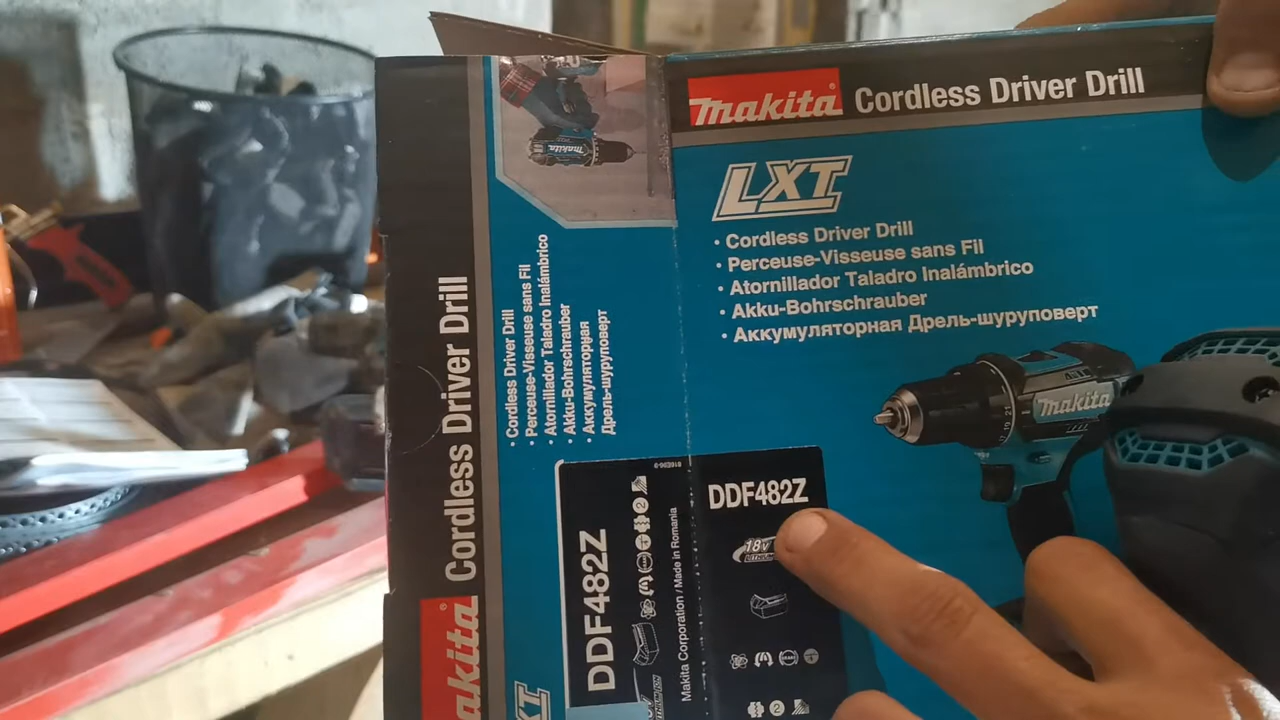 makita Cordless Driver Drill
LXT
• Cordless Driver Drill
• Perceuse-Visseuse sans Fil
• Atornillador Taladro Inalámbrico
• Akku-Bohrschrauber
• Аккумуляторная Дрель-шуруповерт
makita
DDF482Z
18v
LITHIUM
makita
Cordless Driver Drill
• Cordless Driver Drill
• Perceuse-Visseuse sans Fil
• Atornillador Taladro Inalámbrico
• Akku-Bohrschrauber
• Аккумуляторная
Дрель-шуруповерт
DDF482Z
Makita Corporation / Made in Romania